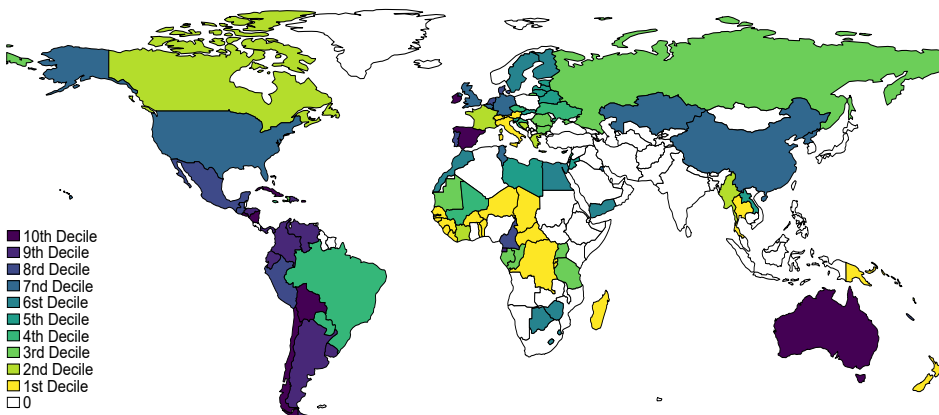 10th Decile
9th Decile
8rd Decile
7nd Decile
6st Decile
5th Decile
4th Decile
3rd Decile
2nd Decile
1st Decile
0